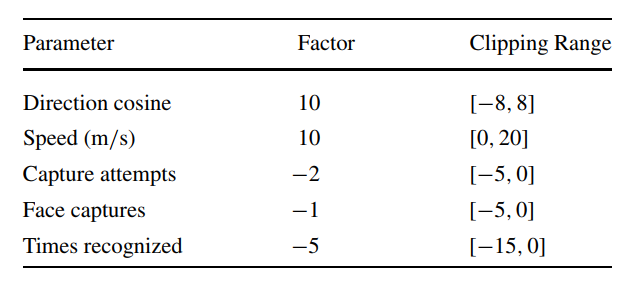 Parameter Factor Clipping Range
Direction cosine 10 [−8, 8]
Speed (m/s) 10 [0, 20]
Capture attempts −2 [−5, 0]
Face captures −1 [−5, 0]
Times recognized −5 [−15, 0]